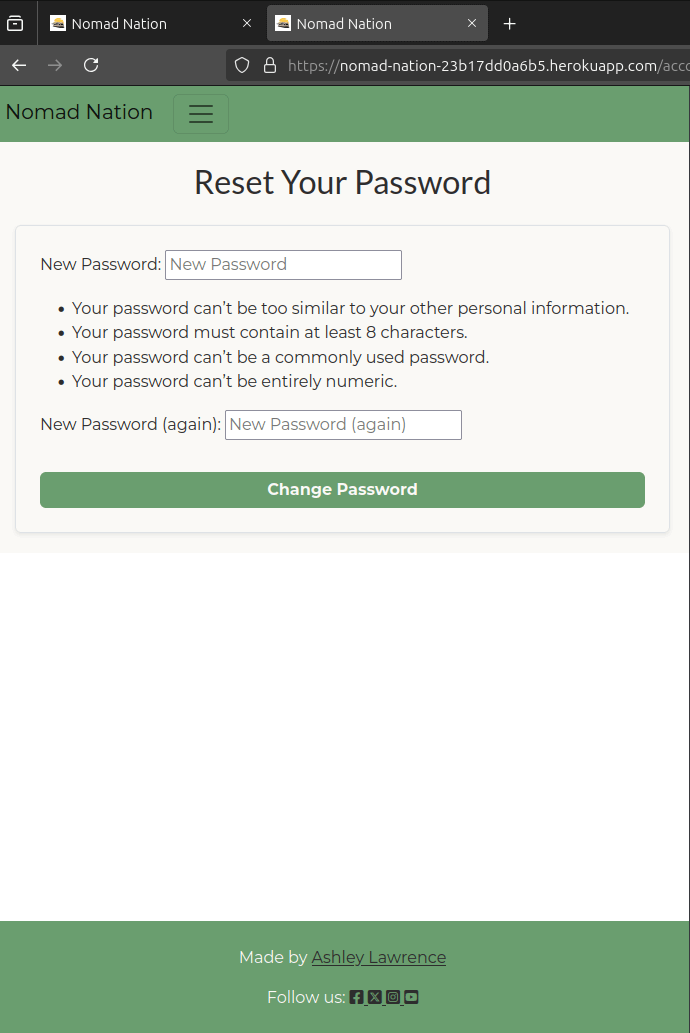 Nomad Nation
Nomad Nation
https://nomad-nation-23b17dd0a6b5.herokuapp.com/acco
Nomad Nation
Reset Your Password
New Password: New Password
Your password can’t be too similar to your other personal information.
Your password must contain at least 8 characters.
Your password can’t be a commonly used password.
Your password can’t be entirely numeric.
New Password (again): New Password (again)
Change Password
Made by Ashley Lawrence
Follow us: